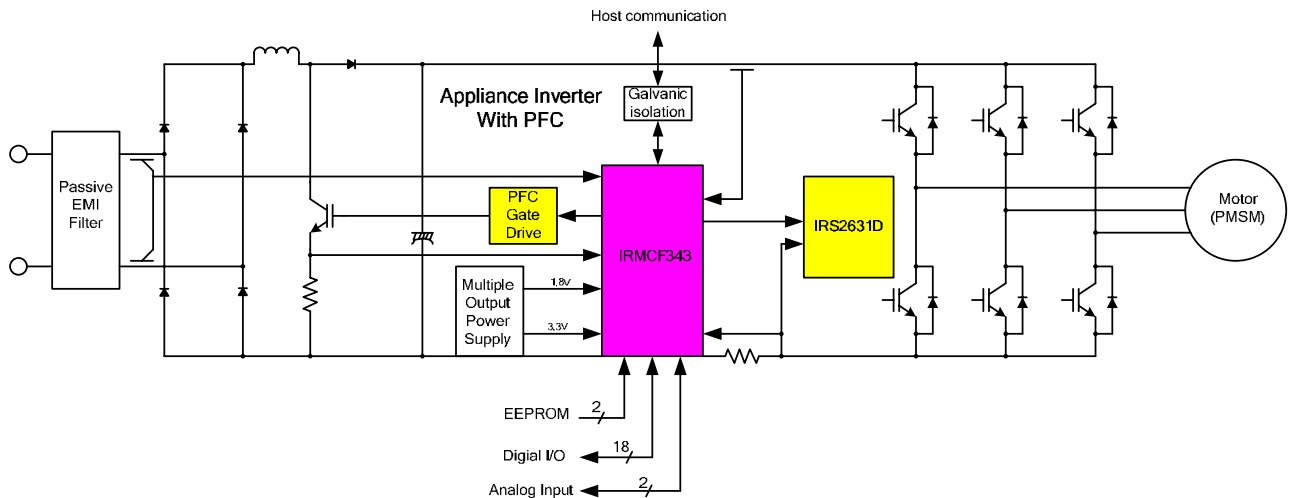 Host communication
Appliance Inverter
With PFC
Galvanic
isolation
Passive
EMI
Filter
PFC
Gate
Drive
IRMCF343
IRS2631D
Motor
(PMSM)
Multiple
Output
Power
Supply
1.8V
3.3V
EEPROM
2
Digial I/O
18
Analog Input
2